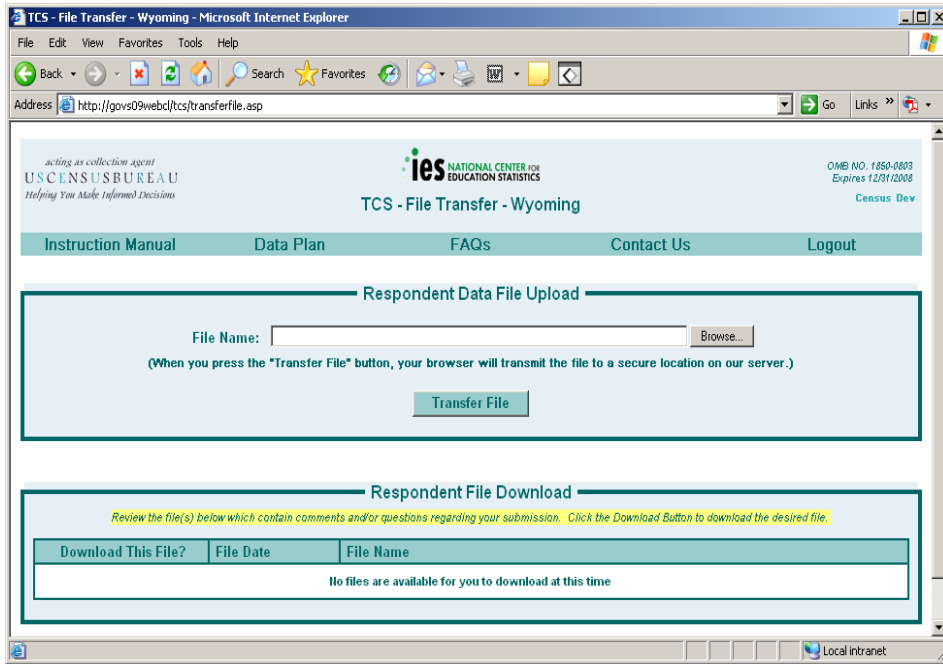 TCS - File Transfer - Wyoming - Microsoft Internet Explorer
File Edit View Favorites Tools Help
Back Search Favorites
Address http://govs09webcl/tcs/transferfile.asp Go Links »
acting as collection agent
USCENSUSBUREAU
Helping You Make Informed Decisions
ies NATIONAL CENTER FOR
EDUCATION STATISTICS
TCS - File Transfer - Wyoming
OMB NO. 1850-0803
Expires 12/31/2008
Census Dev
Instruction Manual Data Plan FAQs Contact Us Logout
Respondent Data File Upload
File Name: Browse...
(When you press the "Transfer File" button, your browser will transmit the file to a secure location on our server.)
Transfer File
Respondent File Download
Review the file(s) below which contain comments and/or questions regarding your submission. Click the Download Button to download the desired file.
Download This File? File Date File Name
No files are available for you to download at this time
Local intranet